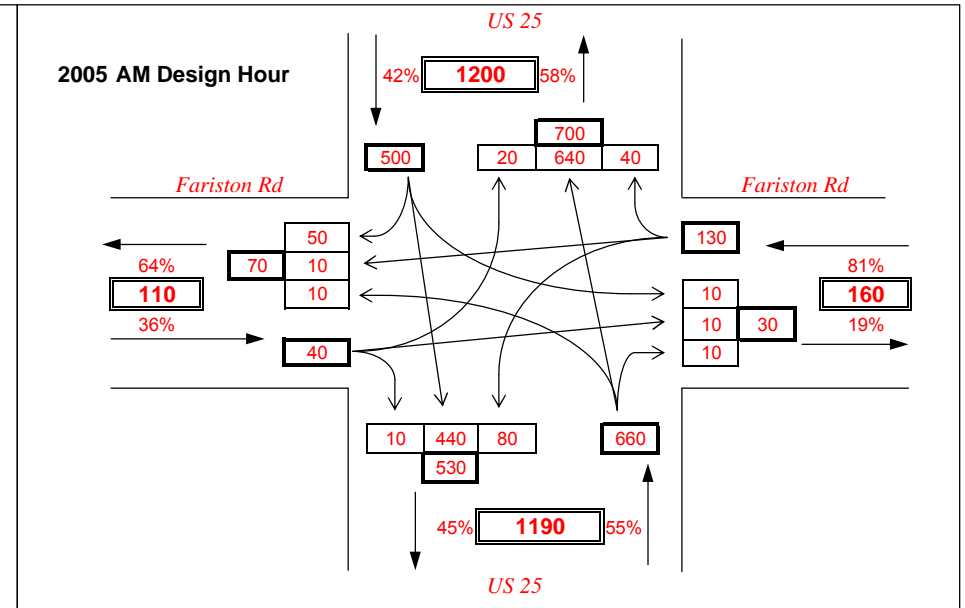 US 25
2005 AM Design Hour
42% 1200 58%
700
500 20 640 40
Fariston Rd Fariston Rd
50 130
64% 70 10 81%
110 10 10 160
36% 10 30 19%
40 10
10 440 80 660
530
45% 1190 55%
US 25